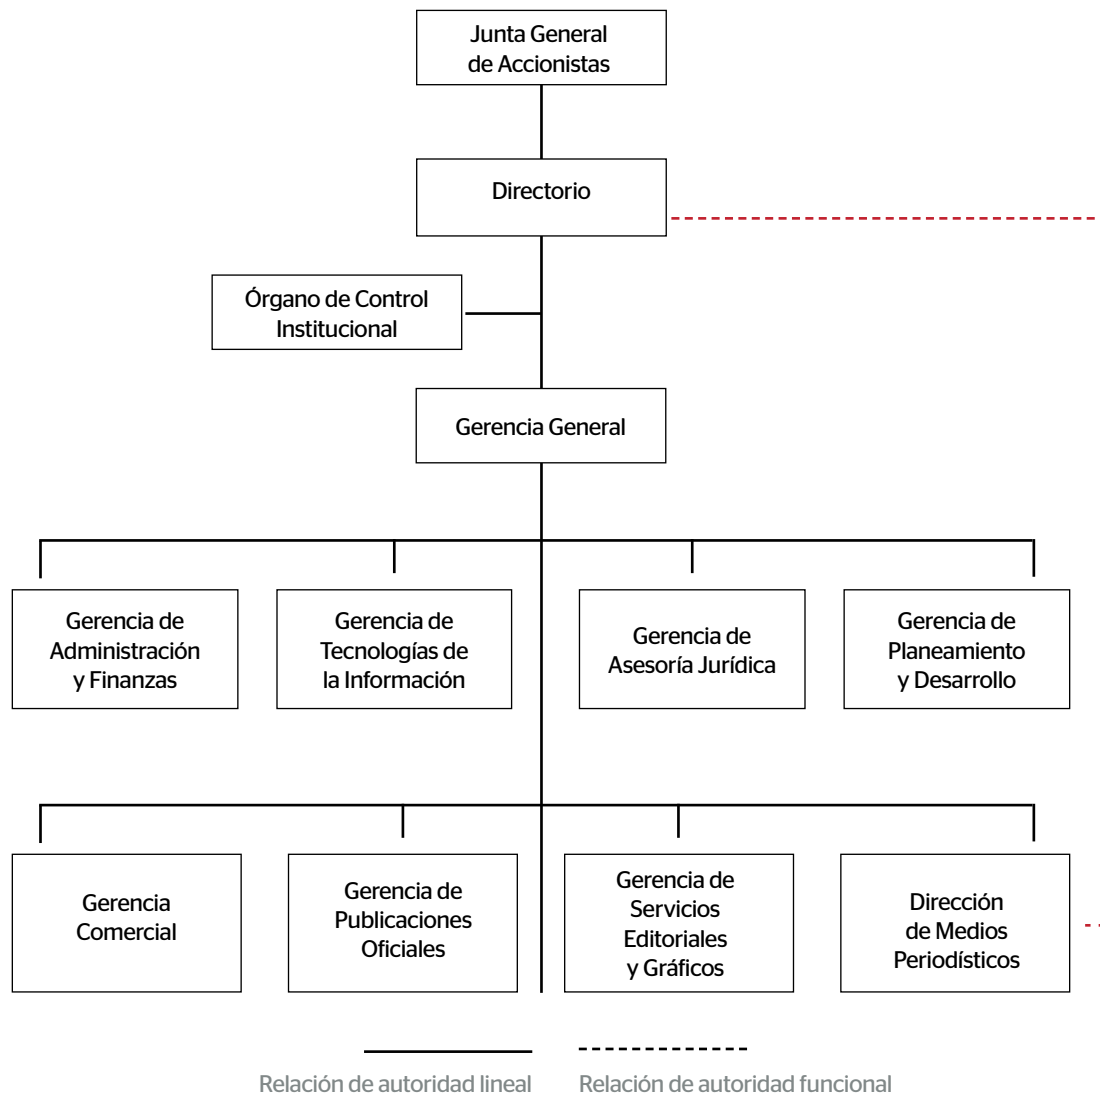 Junta General
de Accionistas
Directorio
Órgano de Control
Institucional
Gerencia General
Gerencia de
Administración
y Finanzas
Gerencia de
Tecnologías de
la Información
Gerencia de
Asesoría Jurídica
Gerencia de
Planeamiento
y Desarrollo
Gerencia
Comercial
Gerencia de
Publicaciones
Oficiales
Gerencia de
Servicios
Editoriales
y Gráficos
Dirección
de Medios
Periodísticos
Relación de autoridad lineal
Relación de autoridad funcional